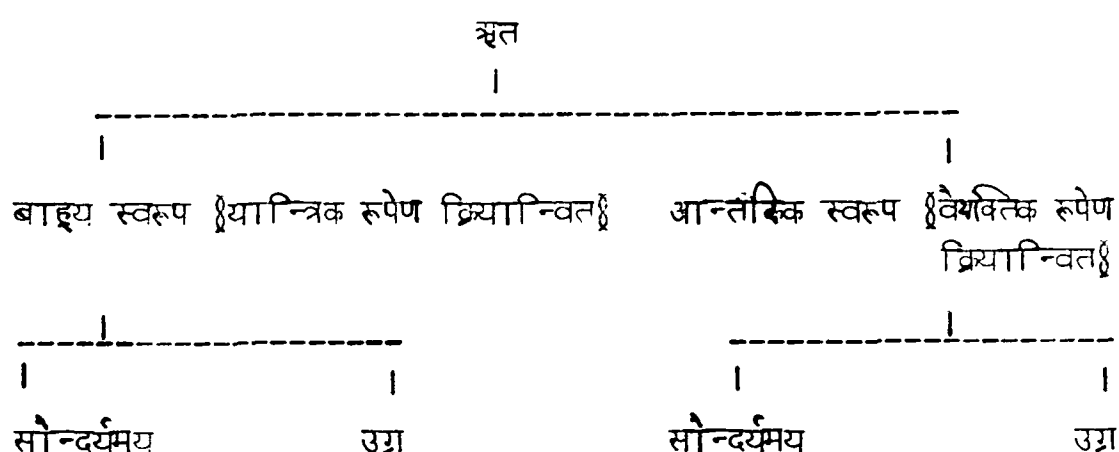 ऋत
बाह्य स्वरूप (यान्त्रिक रूपेण क्रियान्वित) आन्तरिक स्वरूप (वैयक्तिक रूपेण
क्रियान्वित)
सौन्दर्यमय उग्र सौन्दर्यमय उग्र